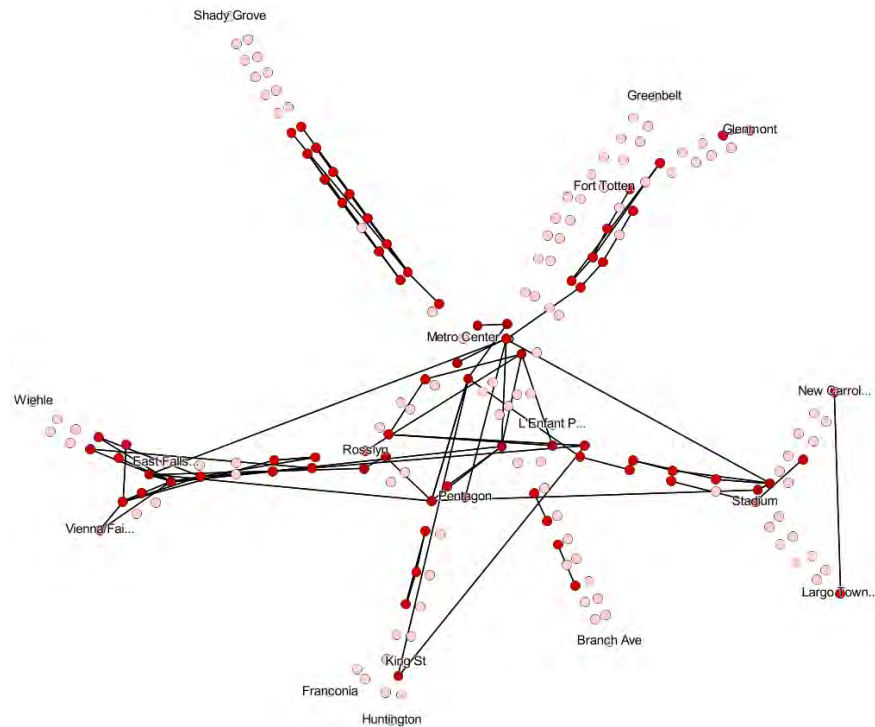 Shady Grove
Greenbelt
Glenmont
Fort Totten
Metro Center
Wiehle
New Carrol...
L'Enfant P...
East Falls...
Rosslyn
Pentagon
Stadium
Vienna/Fai...
Largo Town...
Branch Ave
King St
Franconia
Huntington